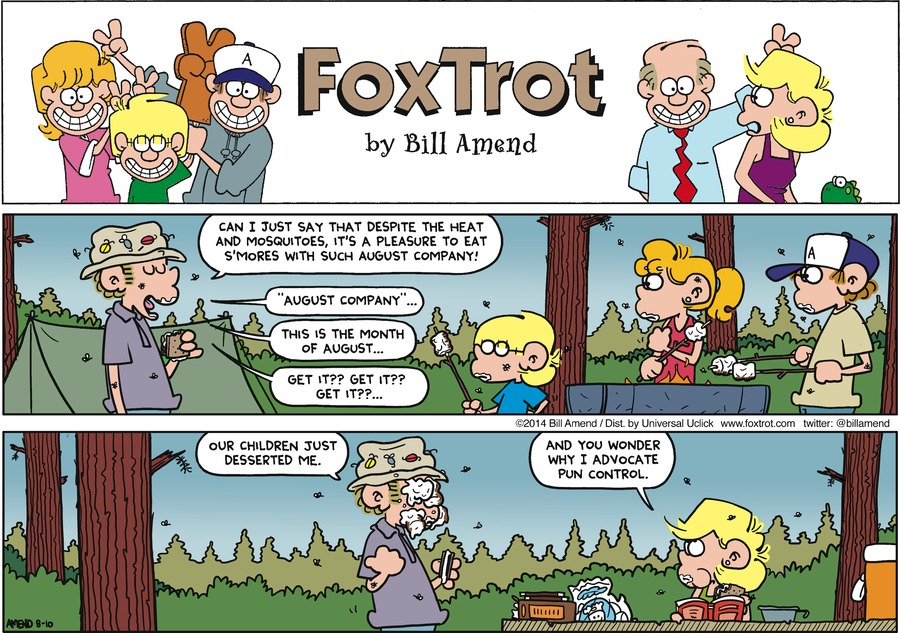 A
FOXTROT
by Bill Amend
CAN I JUST SAY THAT DESPITE THE HEAT
AND MOSQUITOES, IT'S A PLEASURE TO EAT
S'MORES WITH SUCH AUGUST COMPANY!
"AUGUST COMPANY"...
THIS IS THE MONTH
OF AUGUST...
GET IT?? GET IT??
GET IT??...
A
©2014 Bill Amend / Dist. by Universal Uclick www.foxtrot.com twitter: @billamend
OUR CHILDREN JUST
DESSERTED ME.
AND YOU WONDER
WHY I ADVOCATE
PUN CONTROL.
AMEND 8-10